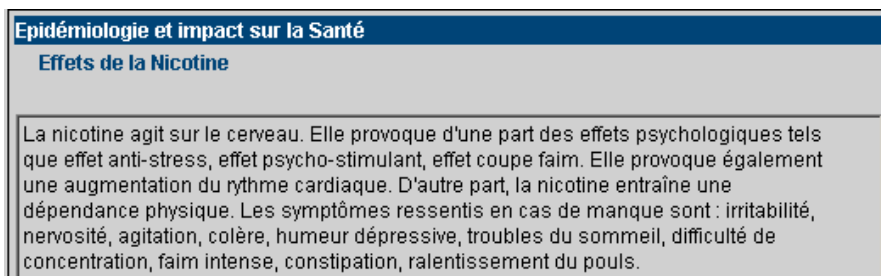 Epidémiologie et impact sur la Santé
Effets de la Nicotine
La nicotine agit sur le cerveau. Elle provoque d'une part des effets psychologiques tels
que effet anti-stress, effet psycho-stimulant, effet coupe faim. Elle provoque également
une augmentation du rythme cardiaque. D'autre part, la nicotine entraîne une
dépendance physique. Les symptômes ressentis en cas de manque sont : irritabilité,
nervosité, agitation, colère, humeur dépressive, troubles du sommeil, difficulté de
concentration, faim intense, constipation, ralentissement du pouls.